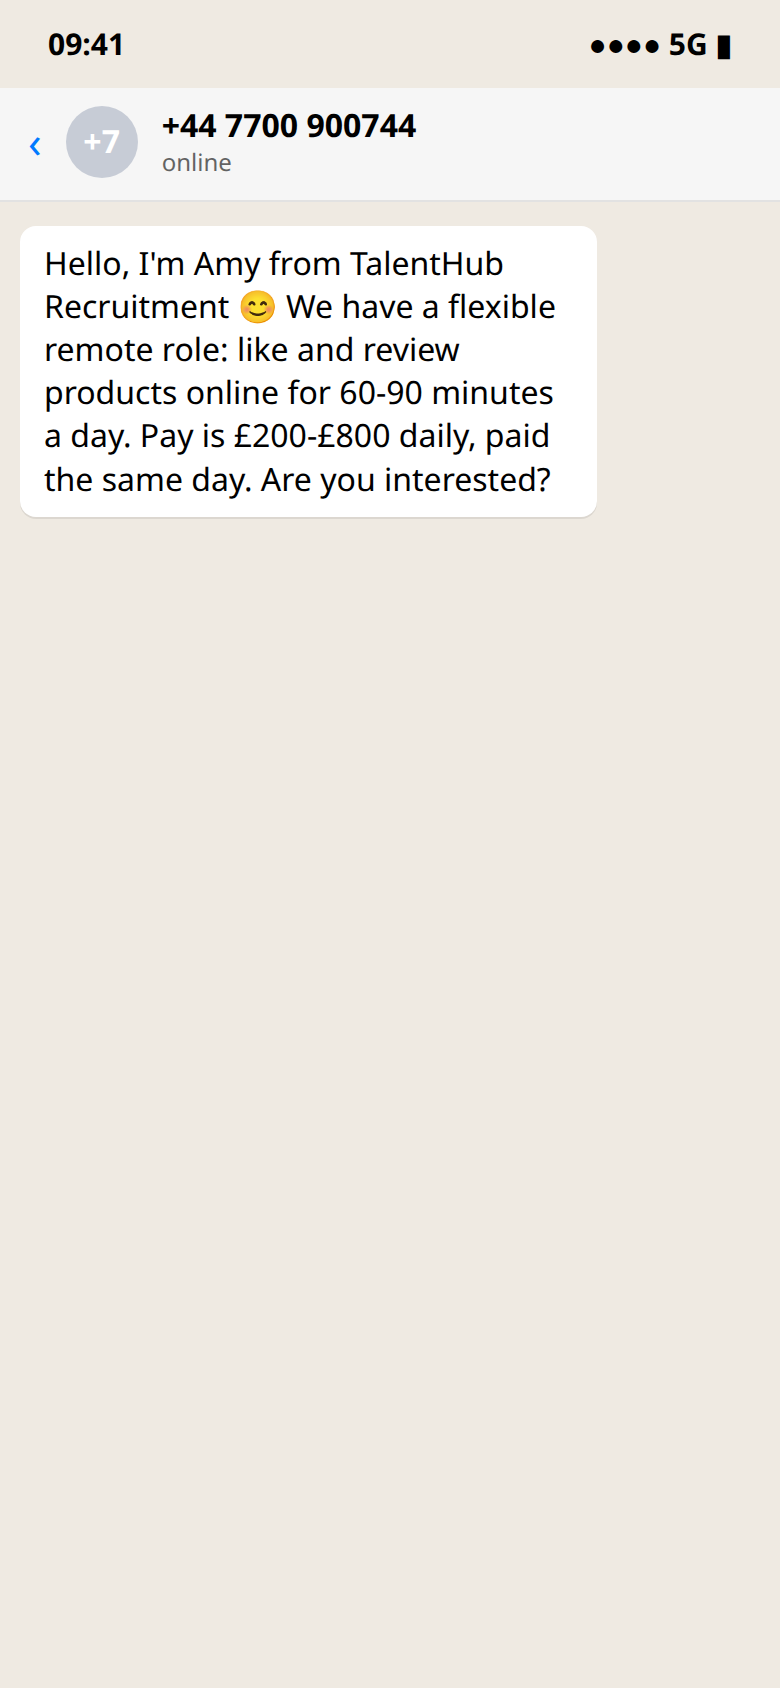 09:41
●●●● 5G ▮
‹
+7
+44 7700 900744
online
Hello, I'm Amy from TalentHub
Recruitment 😊 We have a flexible
remote role: like and review
products online for 60-90 minutes
a day. Pay is £200-£800 daily, paid
the same day. Are you interested?